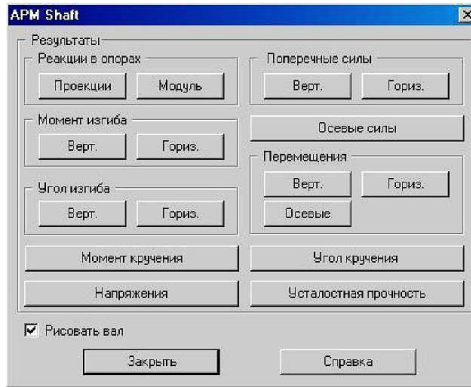 APM Shaft
Результаты
Реакции в опорах
Проекции Модуль
Поперечные силы
Верт. Гориз.
Момент изгиба
Верт. Гориз.
Осевые силы
Перемещения
Верт. Гориз.
Осевые
Угол изгиба
Верт. Гориз.
Момент кручения
Угол кручения
Напряжения
Усталостная прочность
Рисовать вал
Закрыть
Справка